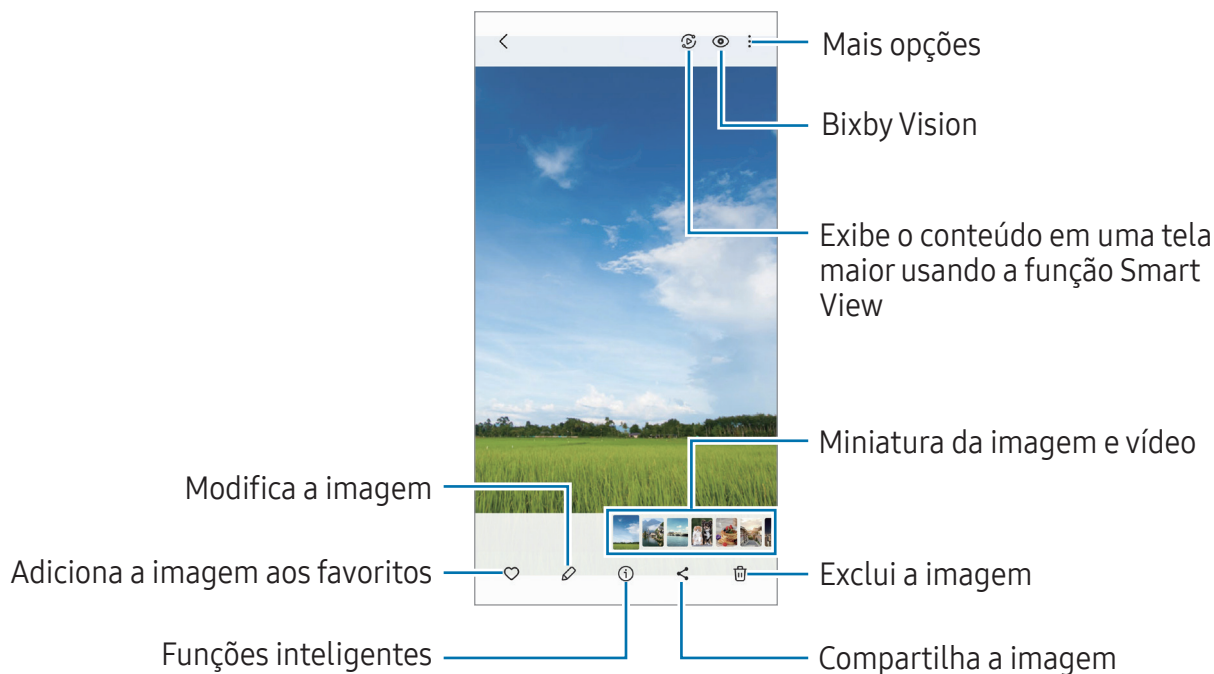 Mais opções
Bixby Vision
Exibe o conteúdo em uma tela
maior usando a função Smart
View
Miniatura da imagem e vídeo
Modifica a imagem
Adiciona a imagem aos favoritos
Exclui a imagem
Funções inteligentes
Compartilha a imagem